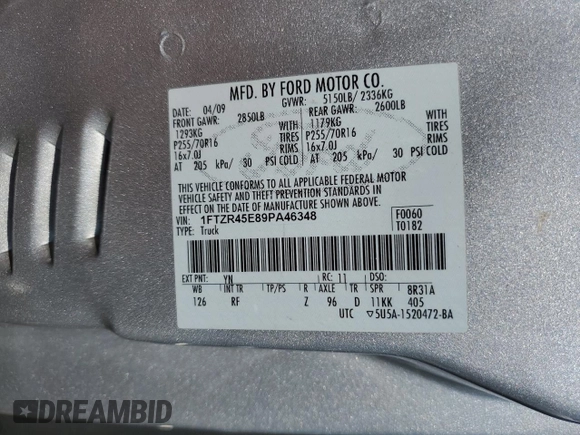 MFD. BY FORD MOTOR CO.
DATE: 04/09 GVWR: 5150LB/ 2336KG
FRONT GAWR: 2850LB REAR GAWR: 2600LB
1293KG WITH 1179KG WITH
P255/70R16 TIRES P255/70R16 TIRES
16x7.0J RIMS 16x7.0J RIMS
AT 205 kPa/ 30 PSI COLD AT 205 kPa/ 30 PSI COLD
THIS VEHICLE CONFORMS TO ALL APPLICABLE FEDERAL MOTOR
VEHICLE SAFETY AND THEFT PREVENTION STANDARDS IN
EFFECT ON THE DATE OF MANUFACTURE SHOWN ABOVE.
VIN: 1FTZR45E89PA46348 F0060
TYPE: Truck T0182
EXT PNT: YN RC: 11 DSO:
WB INT TR TP/PS R AXLE TR SPR 8R31A
126 RF Z 96 D 11KK 405
UTC ▽5U5A-1520472-BA
DREAMBID